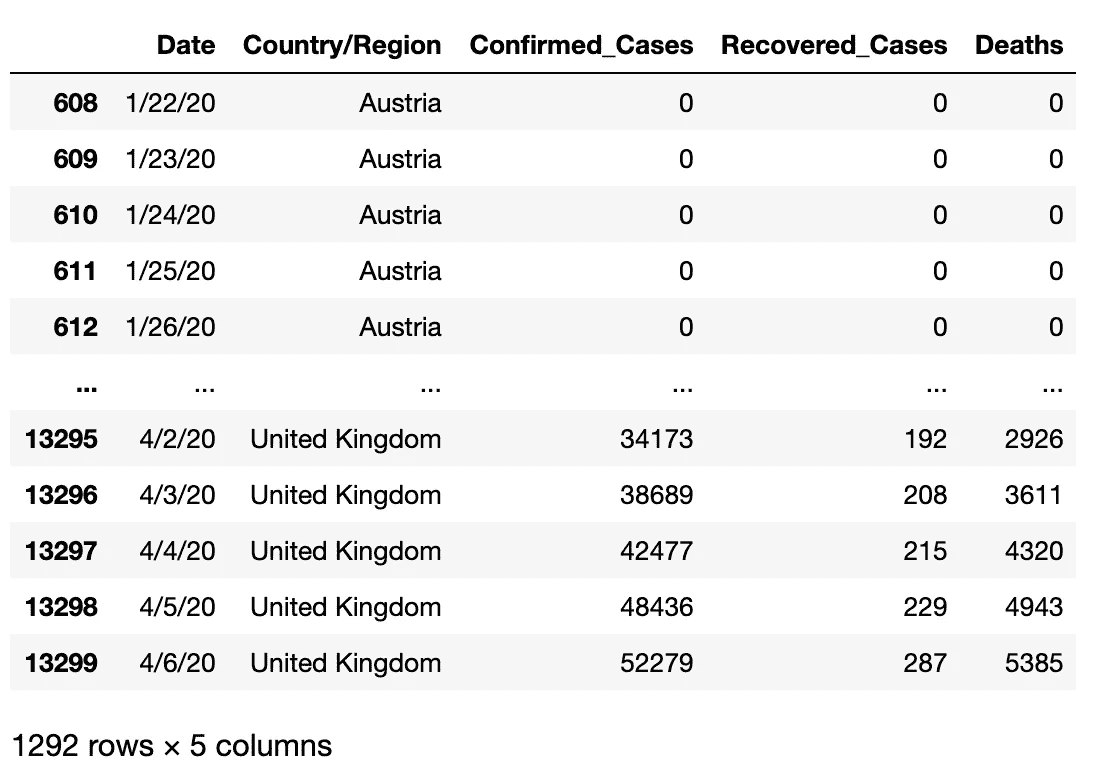 Date Country/Region Confirmed_Cases Recovered_Cases Deaths
608 1/22/20 Austria 0 0 0
609 1/23/20 Austria 0 0 0
610 1/24/20 Austria 0 0 0
611 1/25/20 Austria 0 0 0
612 1/26/20 Austria 0 0 0
... ... ... ... ... ...
13295 4/2/20 United Kingdom 34173 192 2926
13296 4/3/20 United Kingdom 38689 208 3611
13297 4/4/20 United Kingdom 42477 215 4320
13298 4/5/20 United Kingdom 48436 229 4943
13299 4/6/20 United Kingdom 52279 287 5385
1292 rows × 5 columns